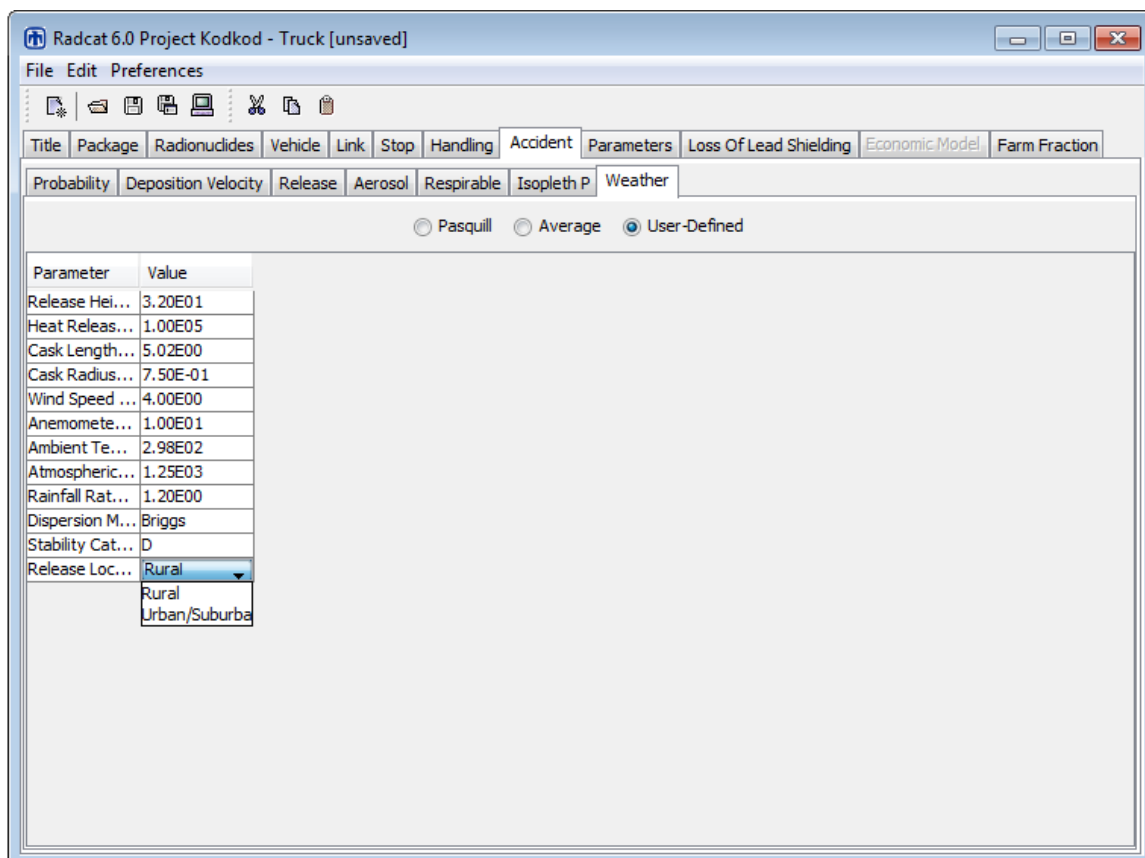 Radcat 6.0 Project Kodkod - Truck [unsaved]
File Edit Preferences
Title Package Radionuclides Vehicle Link Stop Handling Accident Parameters Loss Of Lead Shielding Economic Model Farm Fraction
Probability Deposition Velocity Release Aerosol Respirable Isopleth P Weather
Pasquill Average User-Defined
Parameter Value
Release Hei... 3.20E01
Heat Releas... 1.00E05
Cask Length... 5.02E00
Cask Radius... 7.50E-01
Wind Speed ... 4.00E00
Anemomete... 1.00E01
Ambient Te... 2.98E02
Atmospheric... 1.25E03
Rainfall Rat... 1.20E00
Dispersion M... Briggs
Stability Cat... D
Release Loc... Rural
Rural
Urban/Suburba